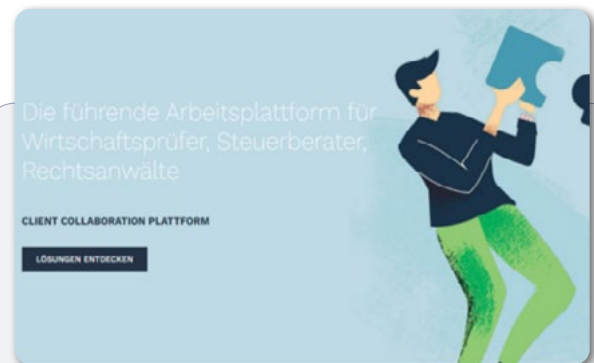 Die führende Arbeitsplattform für
Wirtschaftsprüfer, Steuerberater,
Rechtsanwälte
CLIENT COLLABORATION PLATTFORM
LÖSUNGEN ENTDECKEN